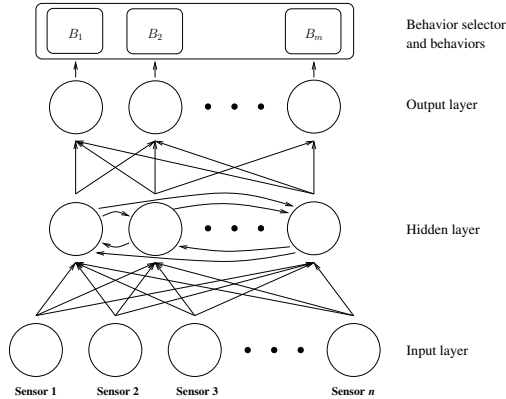 B1 B2 Bm
Behavior selector
and behaviors
Output layer
Hidden layer
Input layer
Sensor 1 Sensor 2 Sensor 3 Sensor n